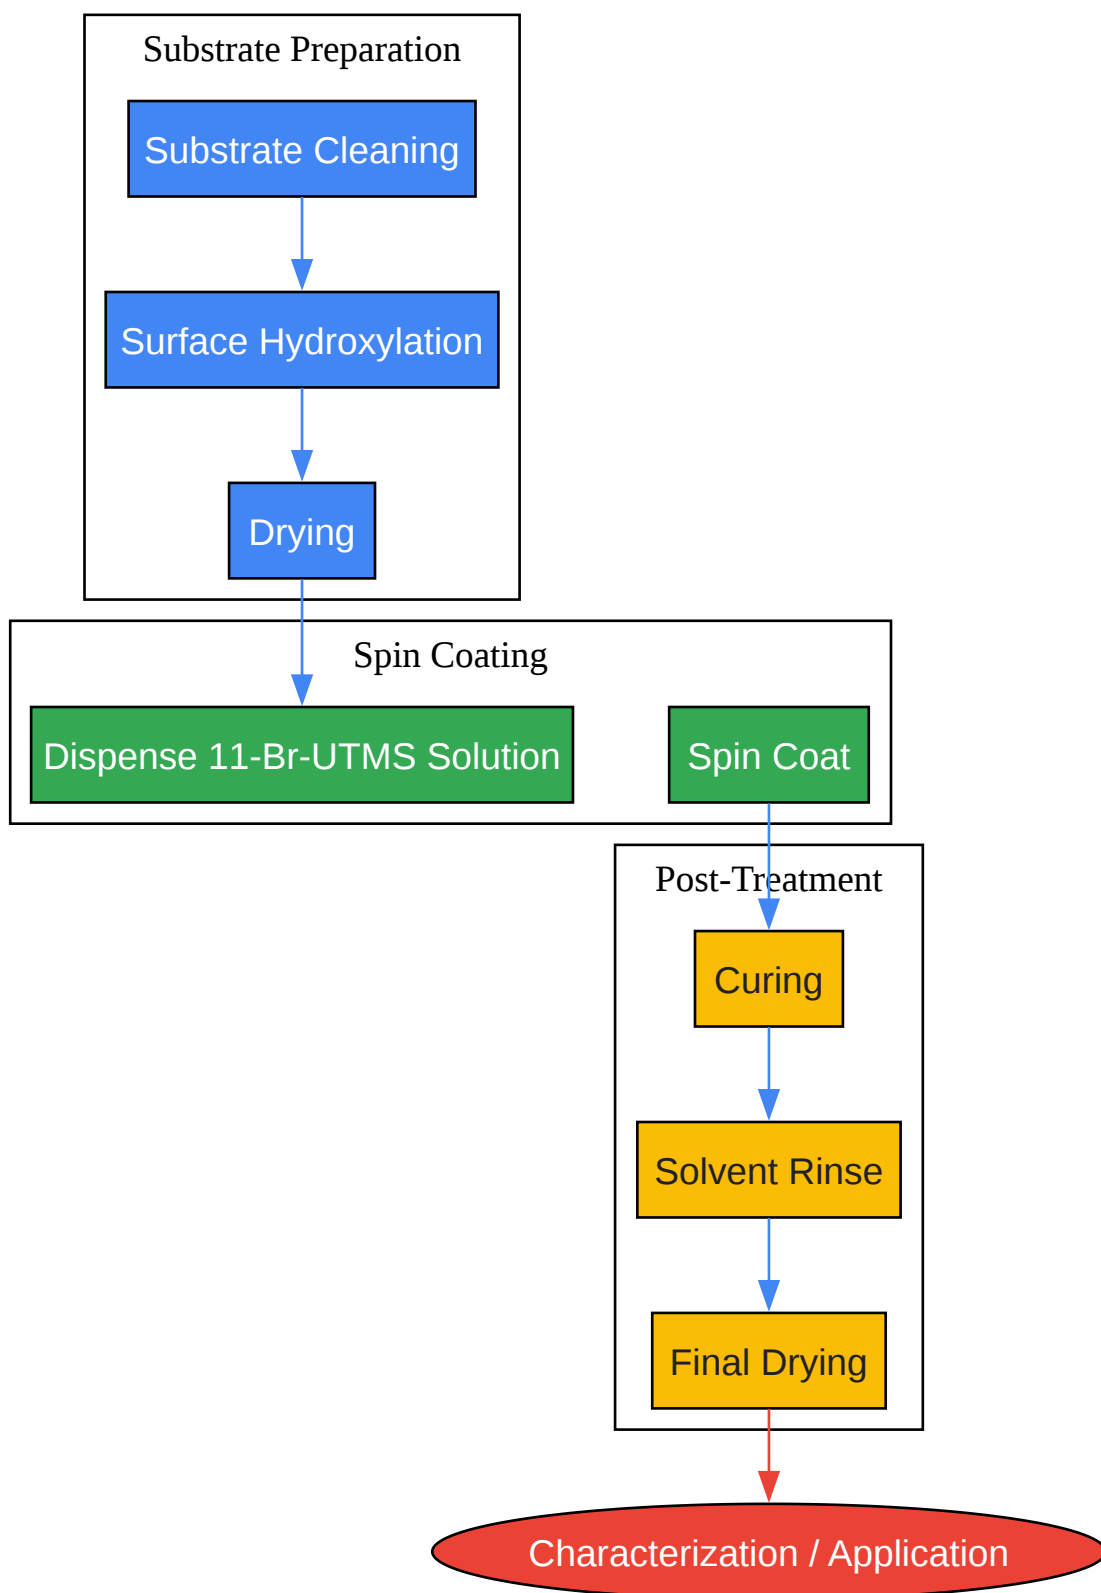 Substrate Preparation
Substrate Cleaning
Surface Hydroxylation
Drying
Spin Coating
Dispense 11-Br-UTMS Solution
Spin Coat
Post-Treatment
Curing
Solvent Rinse
Final Drying
Characterization / Application